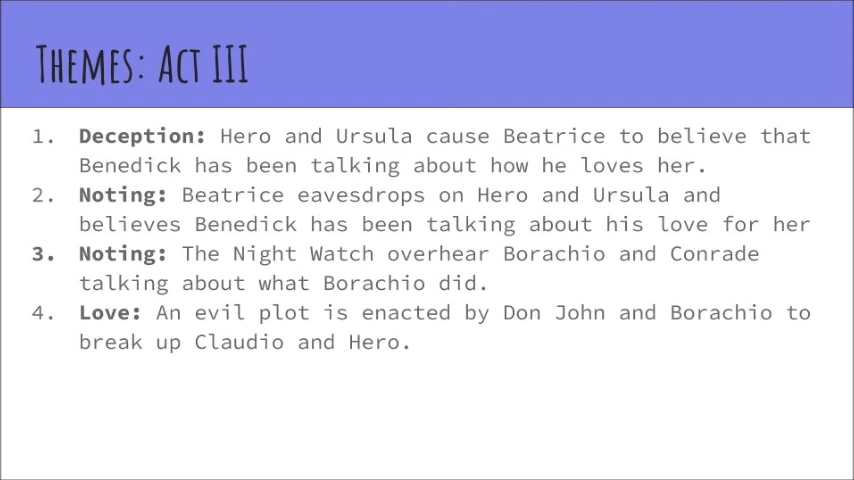 Themes: Act III
1. Deception: Hero and Ursula cause Beatrice to believe that
Benedick has been talking about how he loves her.
2. Noting: Beatrice eavesdrops on Hero and Ursula and
believes Benedick has been talking about his love for her
3. Noting: The Night Watch overhear Borachio and Conrade
talking about what Borachio did.
4. Love: An evil plot is enacted by Don John and Borachio to
break up Claudio and Hero.